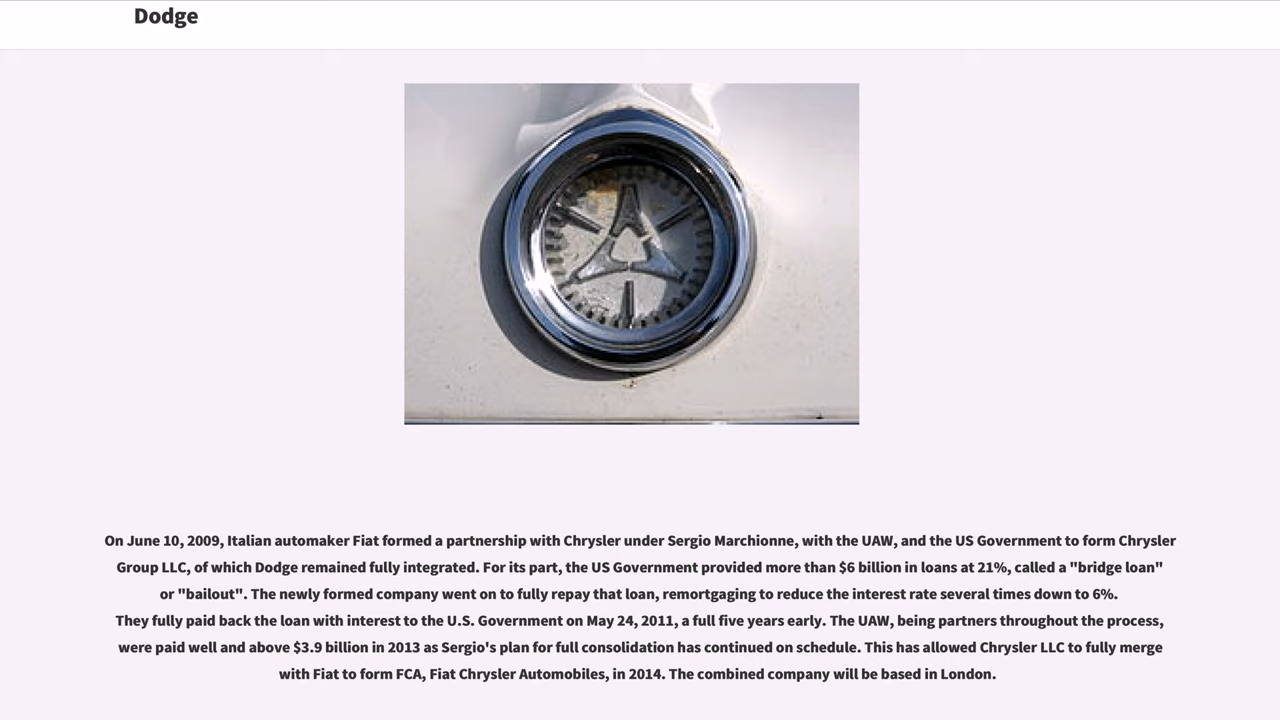 Dodge
On June 10, 2009, Italian automaker Fiat formed a partnership with Chrysler under Sergio Marchionne, with the UAW, and the US Government to form Chrysler
Group LLC, of which Dodge remained fully integrated. For its part, the US Government provided more than $6 billion in loans at 21%, called a "bridge loan"
or "bailout". The newly formed company went on to fully repay that loan, remortgaging to reduce the interest rate several times down to 6%.
They fully paid back the loan with interest to the U.S. Government on May 24, 2011, a full five years early. The UAW, being partners throughout the process,
were paid well and above $3.9 billion in 2013 as Sergio's plan for full consolidation has continued on schedule. This has allowed Chrysler LLC to fully merge
with Fiat to form FCA, Fiat Chrysler Automobiles, in 2014. The combined company will be based in London.